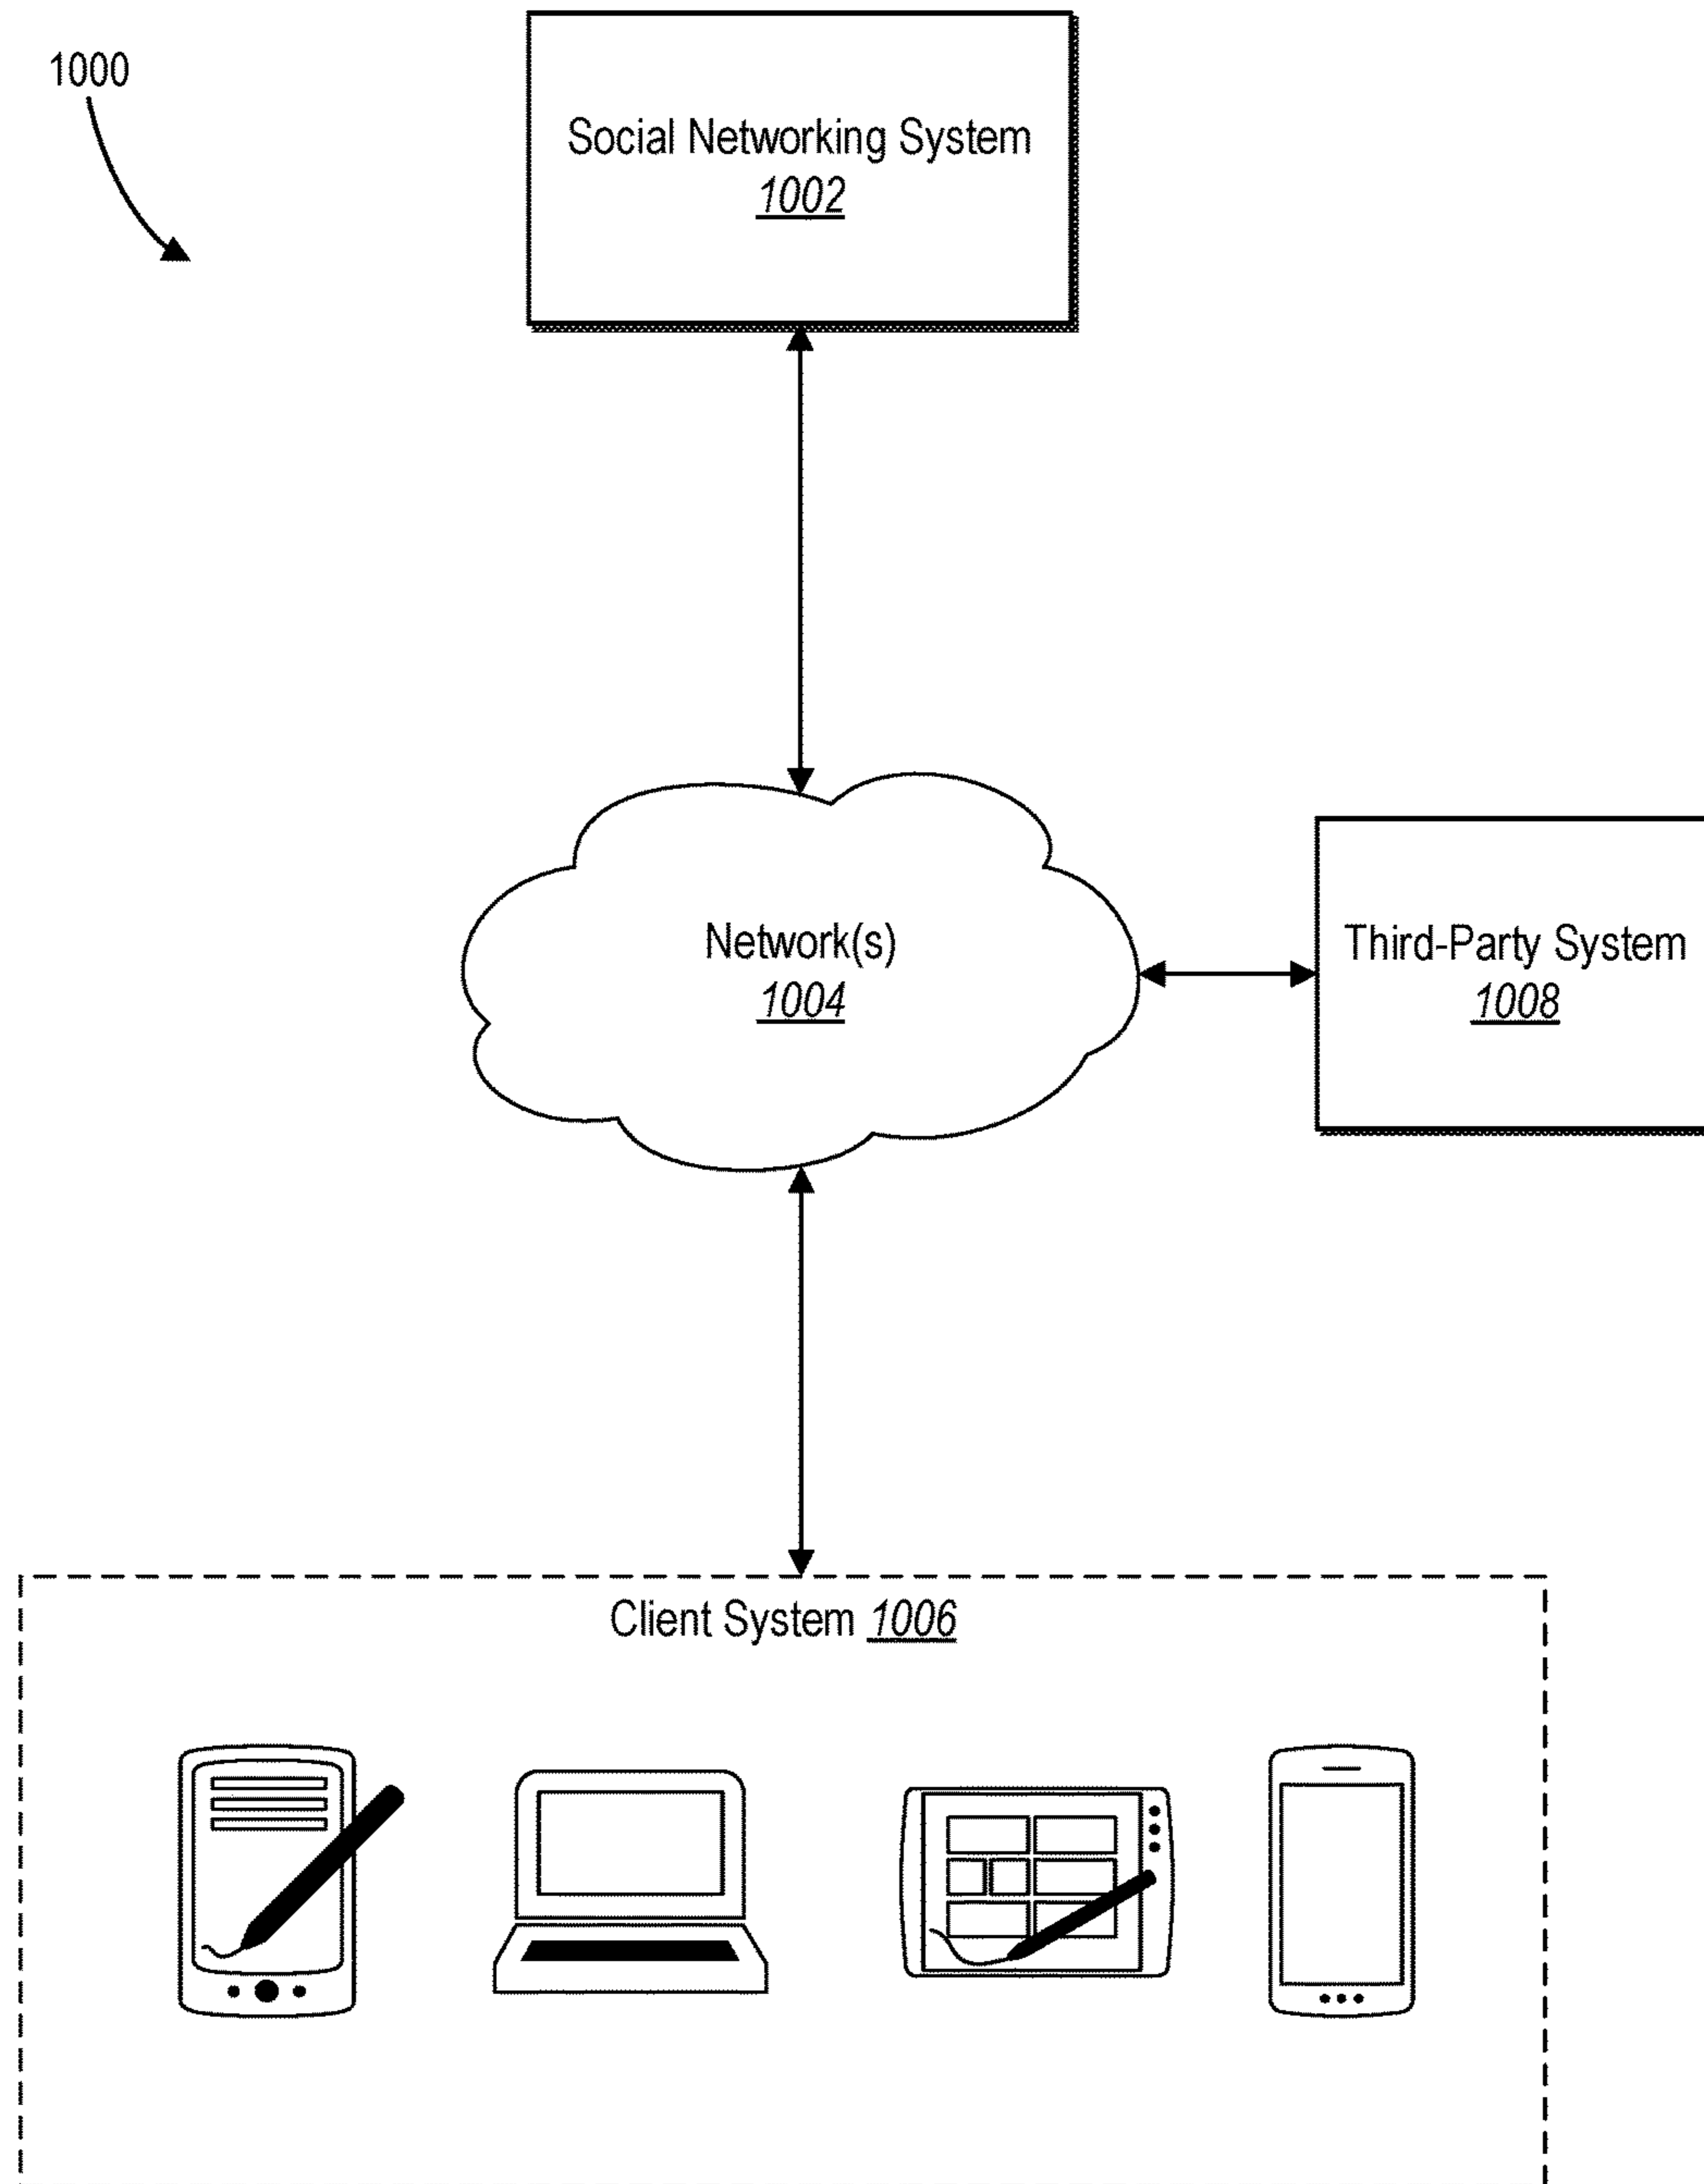 1000
Social Networking System
1002
Network(s)
1004
Third-Party System
1008
Client System 1006